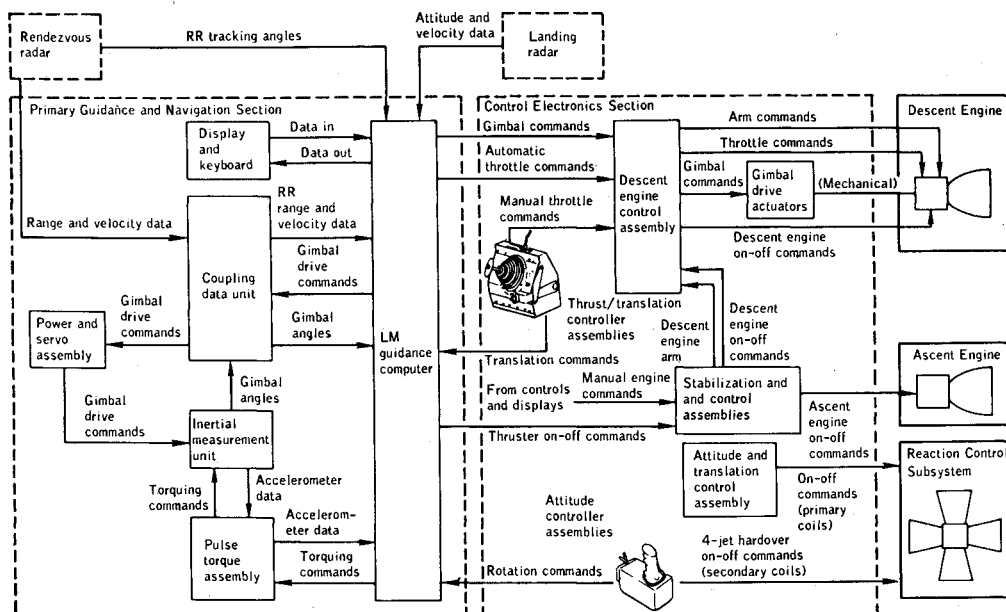 Rendezvous
radar
RR tracking angles
Attitude and
velocity data
Landing
radar
Primary Guidance and Navigation Section
Display
and
keyboard
Data in
Data out
Range and velocity data
Coupling
data unit
RR
range and
velocity data
Gimbal
drive
commands
Gimbal angles
Gimbal
drive
commands
Power and
servo
assembly
Gimbal
angles
Gimbal
drive
commands
Inertial
measurement
unit
Torquing
commands
Accelerometer
data
Accelerom-
eter data
Pulse
torque
assembly
Torquing
commands
LM
guidance
computer
Control Electronics Section
Gimbal commands
Automatic
throttle commands
Manual throttle
commands
Descent
engine
control
assembly
Arm commands
Throttle commands
Gimbal
commands
Gimbal
drive
actuators
(Mechanical)
Descent engine
on-off commands
Descent Engine
Thrust/translation
controller
assemblies
Translation commands
Descent
engine
arm
Descent
engine
on-off
commands
From controls
and displays
Manual engine
commands
Stabilization and
control
assemblies
Thruster on-off commands
Ascent
engine
on-off
commands
Ascent Engine
Attitude and
translation
control
assembly
On-off
commands
(primary
coils)
Reaction Control
Subsystem
Attitude
controller
assemblies
Rotation commands
4-jet hardover
on-off commands
(secondary coils)